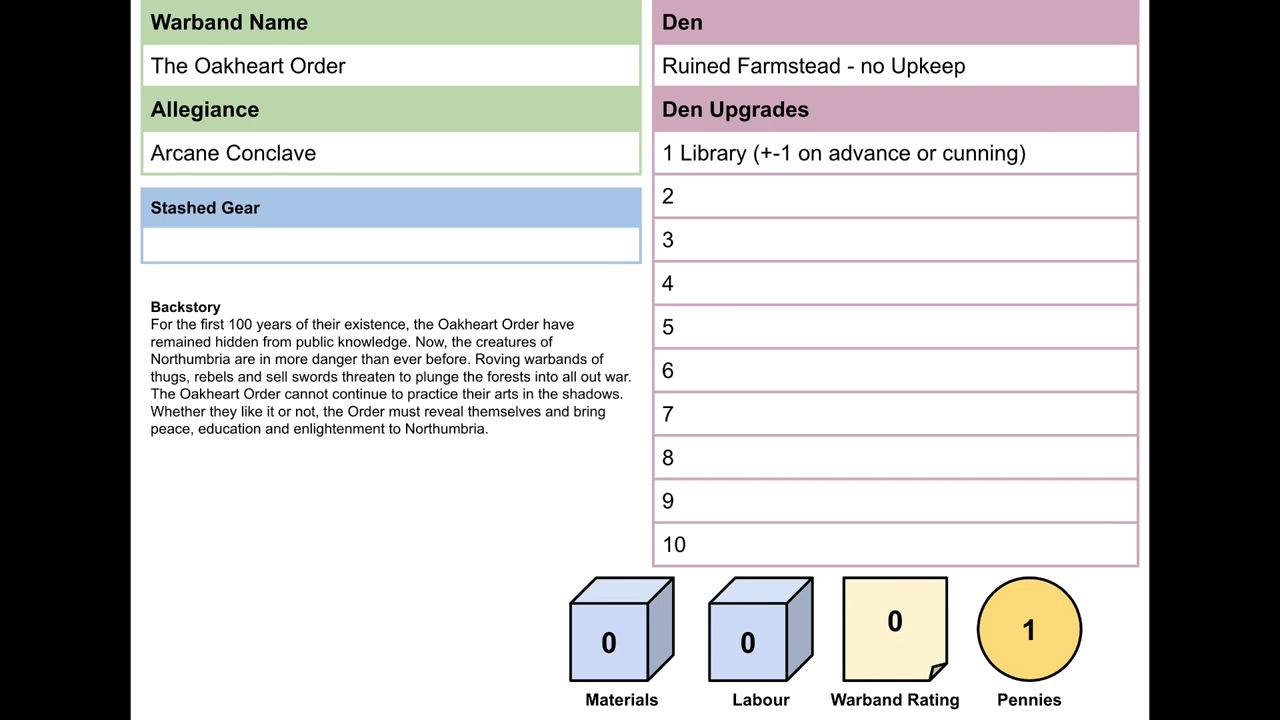 Warband Name
The Oakheart Order
Allegiance
Arcane Conclave
Stashed Gear
Backstory
For the first 100 years of their existence, the Oakheart Order have
remained hidden from public knowledge. Now, the creatures of
Northumbria are in more danger than ever before. Roving warbands of
thugs, rebels and sell swords threaten to plunge the forests into all out war.
The Oakheart Order cannot continue to practice their arts in the shadows.
Whether they like it or not, the Order must reveal themselves and bring
peace, education and enlightenment to Northumbria.
Den
Ruined Farmstead - no Upkeep
Den Upgrades
1 Library (+-1 on advance or cunning)
2
3
4
5
6
7
8
9
10
0
0
0
1
Materials
Labour
Warband Rating
Pennies